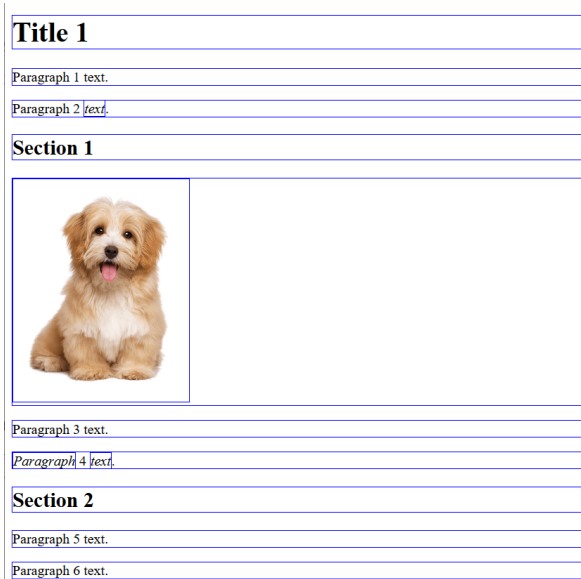 Title 1
Paragraph 1 text.
Paragraph 2 text.
Section 1
Paragraph 3 text.
Paragraph 4 text.
Section 2
Paragraph 5 text.
Paragraph 6 text.